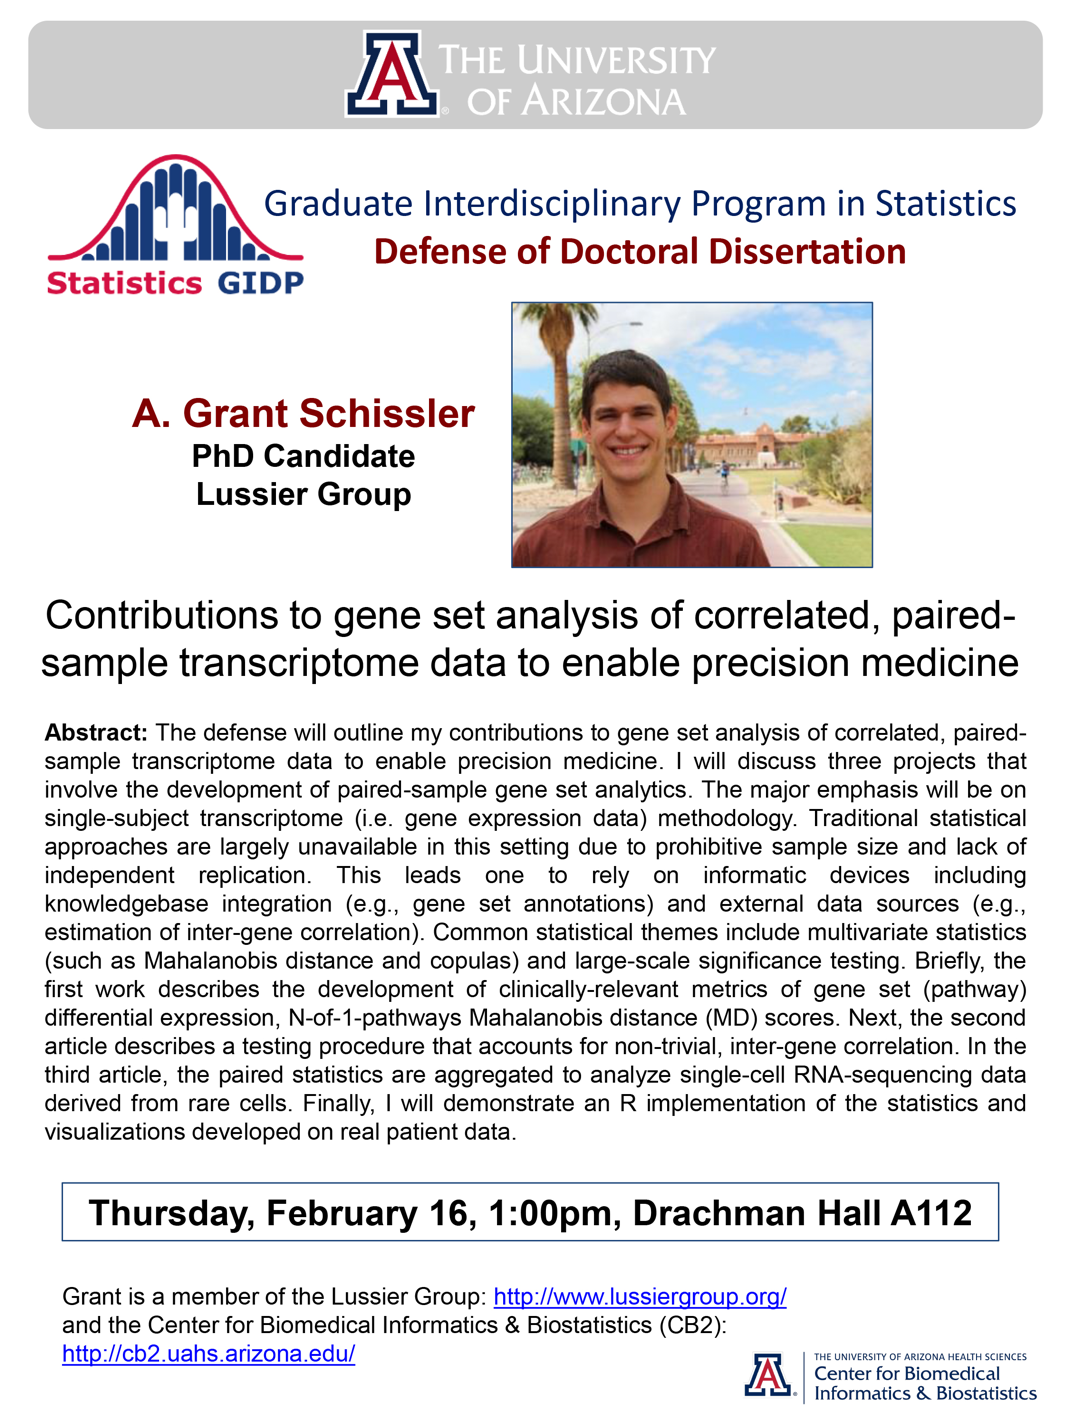 THE UNIVERSITY
OF ARIZONA
Graduate Interdisciplinary Program in Statistics
Defense of Doctoral Dissertation
Statistics GIDP
A. Grant Schissler
PhD Candidate
Lussier Group
Contributions to gene set analysis of correlated, paired-
sample transcriptome data to enable precision medicine
Abstract: The defense will outline my contributions to gene set analysis of correlated, paired-
sample transcriptome data to enable precision medicine. I will discuss three projects that
involve the development of paired-sample gene set analytics. The major emphasis will be on
single-subject transcriptome (i.e. gene expression data) methodology. Traditional statistical
approaches are largely unavailable in this setting due to prohibitive sample size and lack of
independent replication. This leads one to rely on informatic devices including
knowledgebase integration (e.g., gene set annotations) and external data sources (e.g.,
estimation of inter-gene correlation). Common statistical themes include multivariate statistics
(such as Mahalanobis distance and copulas) and large-scale significance testing. Briefly, the
first work describes the development of clinically-relevant metrics of gene set (pathway)
differential expression, N-of-1-pathways Mahalanobis distance (MD) scores. Next, the second
article describes a testing procedure that accounts for non-trivial, inter-gene correlation. In the
third article, the paired statistics are aggregated to analyze single-cell RNA-sequencing data
derived from rare cells. Finally, I will demonstrate an R implementation of the statistics and
visualizations developed on real patient data.
Thursday, February 16, 1:00pm, Drachman Hall A112
Grant is a member of the Lussier Group: http://www.lussiergroup.org/
and the Center for Biomedical Informatics & Biostatistics (CB2):
http://cb2.uahs.arizona.edu/
A
THE UNIVERSITY OF ARIZONA HEALTH SCIENCES
Center for Biomedical
Informatics & Biostatistics